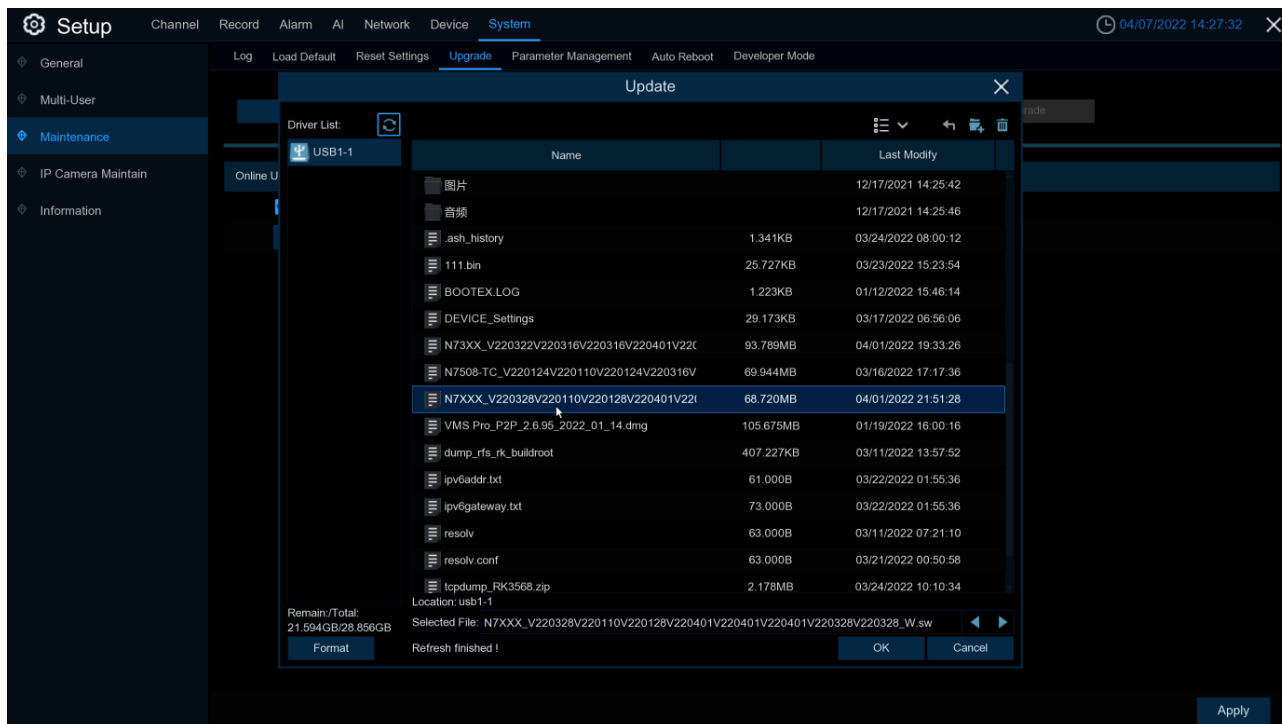 Setup Channel Record Alarm AI Network Device System 04/07/2022 14:27:32
General
Multi-User
Maintenance
IP Camera Maintain
Information
Log Load Default Reset Settings Upgrade Parameter Management Auto Reboot Developer Mode
Update
Driver List:
USB1-1
Name Last Modify
图片 12/17/2021 14:25:42
音频 12/17/2021 14:25:46
.ash_history 1.341KB 03/24/2022 08:00:12
111.bin 25.727KB 03/23/2022 15:23:54
BOOTEX.LOG 1.223KB 01/12/2022 15:46:14
DEVICE_Settings 29.173KB 03/17/2022 06:56:06
N73XX_V220322V220316V220316V220401V22( 93.789MB 04/01/2022 19:33:26
N7508-TC_V220124V220110V220124V220316V 69.944MB 03/16/2022 17:17:36
N7XXX_V220328V220110V220128V220401V22( 68.720MB 04/01/2022 21:51:28
VMS Pro_P2P_2.6.95_2022_01_14.dmg 105.675MB 01/19/2022 16:00:16
dump_rfs_rk_buildroot 407.227KB 03/11/2022 13:57:52
ipv6addr.txt 61.000B 03/22/2022 01:55:36
ipv6gateway.txt 73.000B 03/22/2022 01:55:36
resolv 63.000B 03/11/2022 07:21:10
resolv.conf 63.000B 03/21/2022 00:50:58
tcpdump_RK3568.zip 2.178MB 03/24/2022 10:10:34
Location: usb1-1
Remain:/Total:
21.594GB/28.856GB
Selected File: N7XXX_V220328V220110V220128V220401V220401V220401V220328V220328_W.sw
Format Refresh finished ! OK Cancel
Online U
rade
Apply